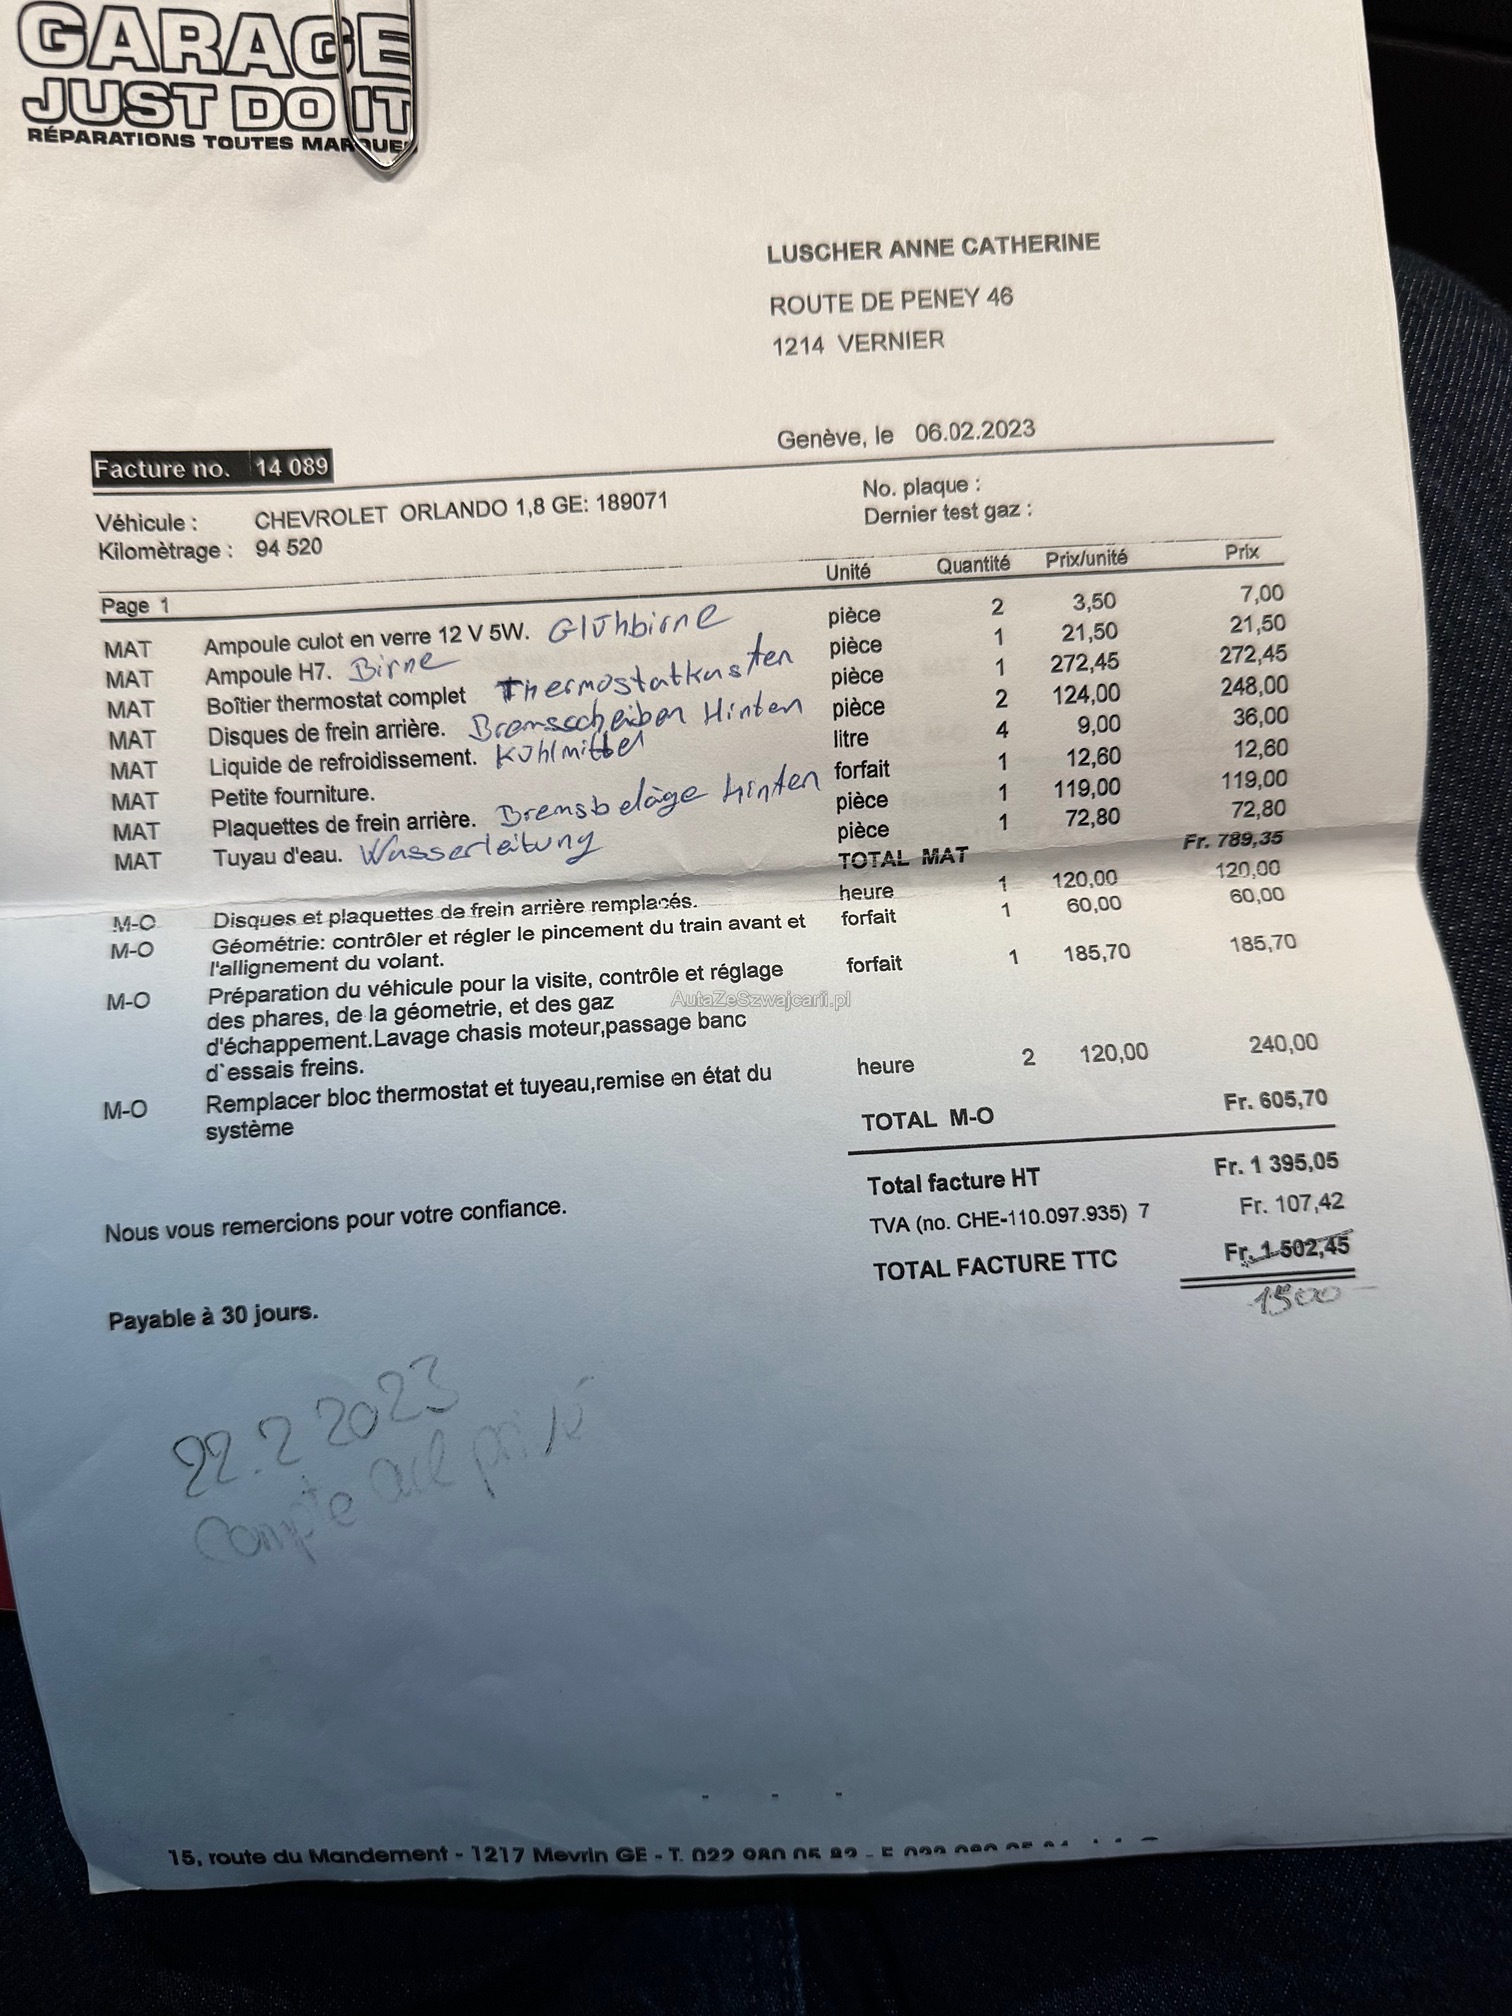 GARAGE
JUST DO IT
RÉPARATIONS TOUTES MARQUES
LUSCHER ANNE CATHERINE
ROUTE DE PENEY 46
1214 VERNIER
Genève, le 06.02.2023
Facture no. 14 089
Véhicule : CHEVROLET ORLANDO 1,8 GE: 189071
No. plaque :
Kilomètrage : 94 520
Dernier test gaz :
Page 1 Unité Quantité Prix/unité Prix
MAT Ampoule culot en verre 12 V 5W. Glühbirne pièce 2 3,50 7,00
MAT Ampoule H7. Birne pièce 1 21,50 21,50
MAT Boîtier thermostat complet Thermostatkasten pièce 1 272,45 272,45
MAT Disques de frein arrière. Bremsscheiben Hinten pièce 2 124,00 248,00
MAT Liquide de refroidissement. Kühlmittel litre 4 9,00 36,00
MAT Petite fourniture. forfait 1 12,60 12,60
MAT Plaquettes de frein arrière. Bremsbeläge hinten pièce 1 119,00 119,00
MAT Tuyau d'eau. Wasserleitung pièce 1 72,80 72,80
TOTAL MAT Fr. 789,35
M-O Disques et plaquettes de frein arrière remplacés. heure 1 120,00 120,00
M-O Géométrie: contrôler et régler le pincement du train avant et forfait 1 60,00 60,00
l'allignement du volant.
M-O Préparation du véhicule pour la visite, contrôle et réglage forfait 1 185,70 185,70
des phares, de la géometrie, et des gaz
d'échappement.Lavage chasis moteur,passage banc
d`essais freins.
M-O Remplacer bloc thermostat et tuyeau,remise en état du heure 2 120,00 240,00
système
TOTAL M-O Fr. 605,70
Total facture HT Fr. 1 395,05
TVA (no. CHE-110.097.935) 7 Fr. 107,42
TOTAL FACTURE TTC Fr. 1 502,45
1500
Nous vous remercions pour votre confiance.
Payable à 30 jours.
22.2 2023
Compte privé
AutaZeSzwajcarii.pl
15, route du Mandement - 1217 Meyrin GE - T. 022 980 05 82 - F.